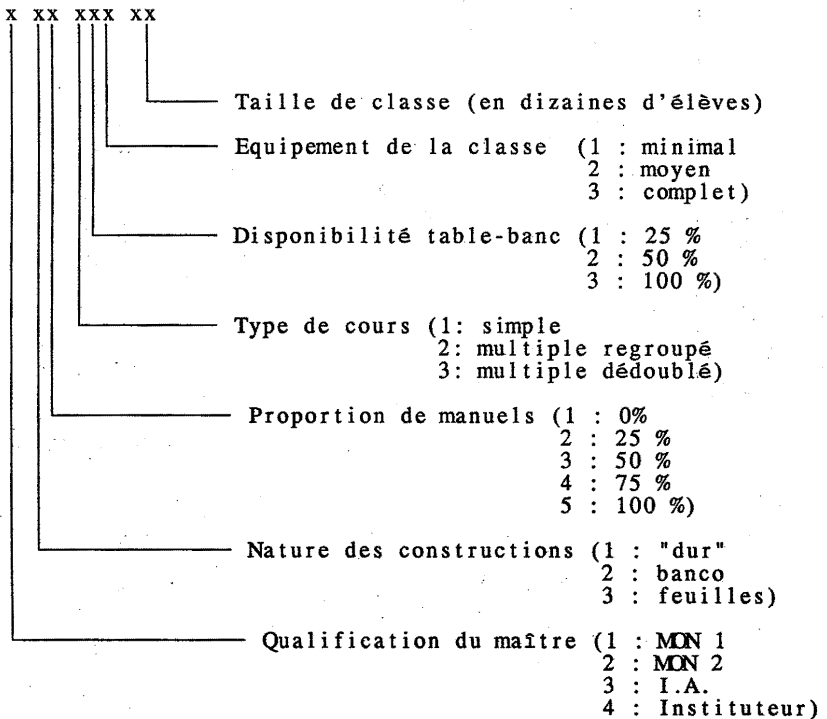 x xx xxx xx
Taille de classe (en dizaines d'élèves)
Equipement de la classe (1 : minimal
2 : moyen
3 : complet)
Disponibilité table-banc (1 : 25 %
2 : 50 %
3 : 100 %)
Type de cours (1: simple
2: multiple regroupé
3: multiple dédoublé)
Proportion de manuels (1 : 0%
2 : 25 %
3 : 50 %
4 : 75 %
5 : 100 %)
Nature des constructions (1 : "dur"
2 : banco
3 : feuilles)
Qualification du maître (1 : MON 1
2 : MON 2
3 : I.A.
4 : Instituteur)